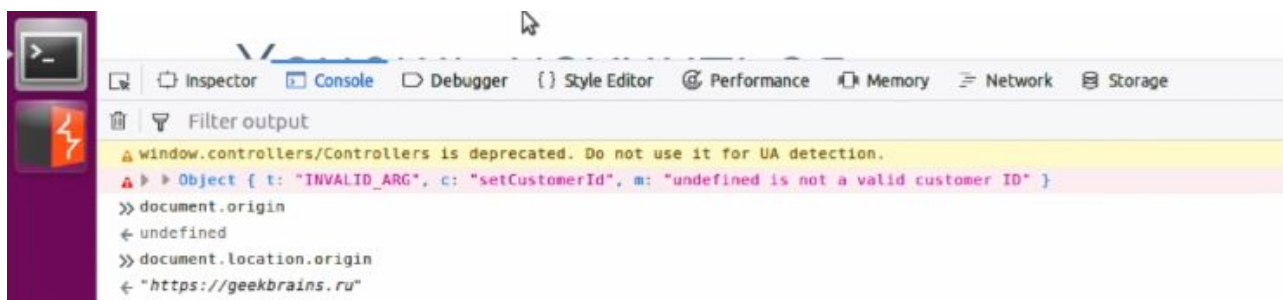 Inspector Console Debugger {} Style Editor Performance Memory Network Storage
Filter output
window.controllers/Controllers is deprecated. Do not use it for UA detection.
Object { t: "INVALID_ARG", c: "setCustomerId", m: "undefined is not a valid customer ID" }
» document.origin
← undefined
» document.location.origin
← "https://geekbrains.ru"